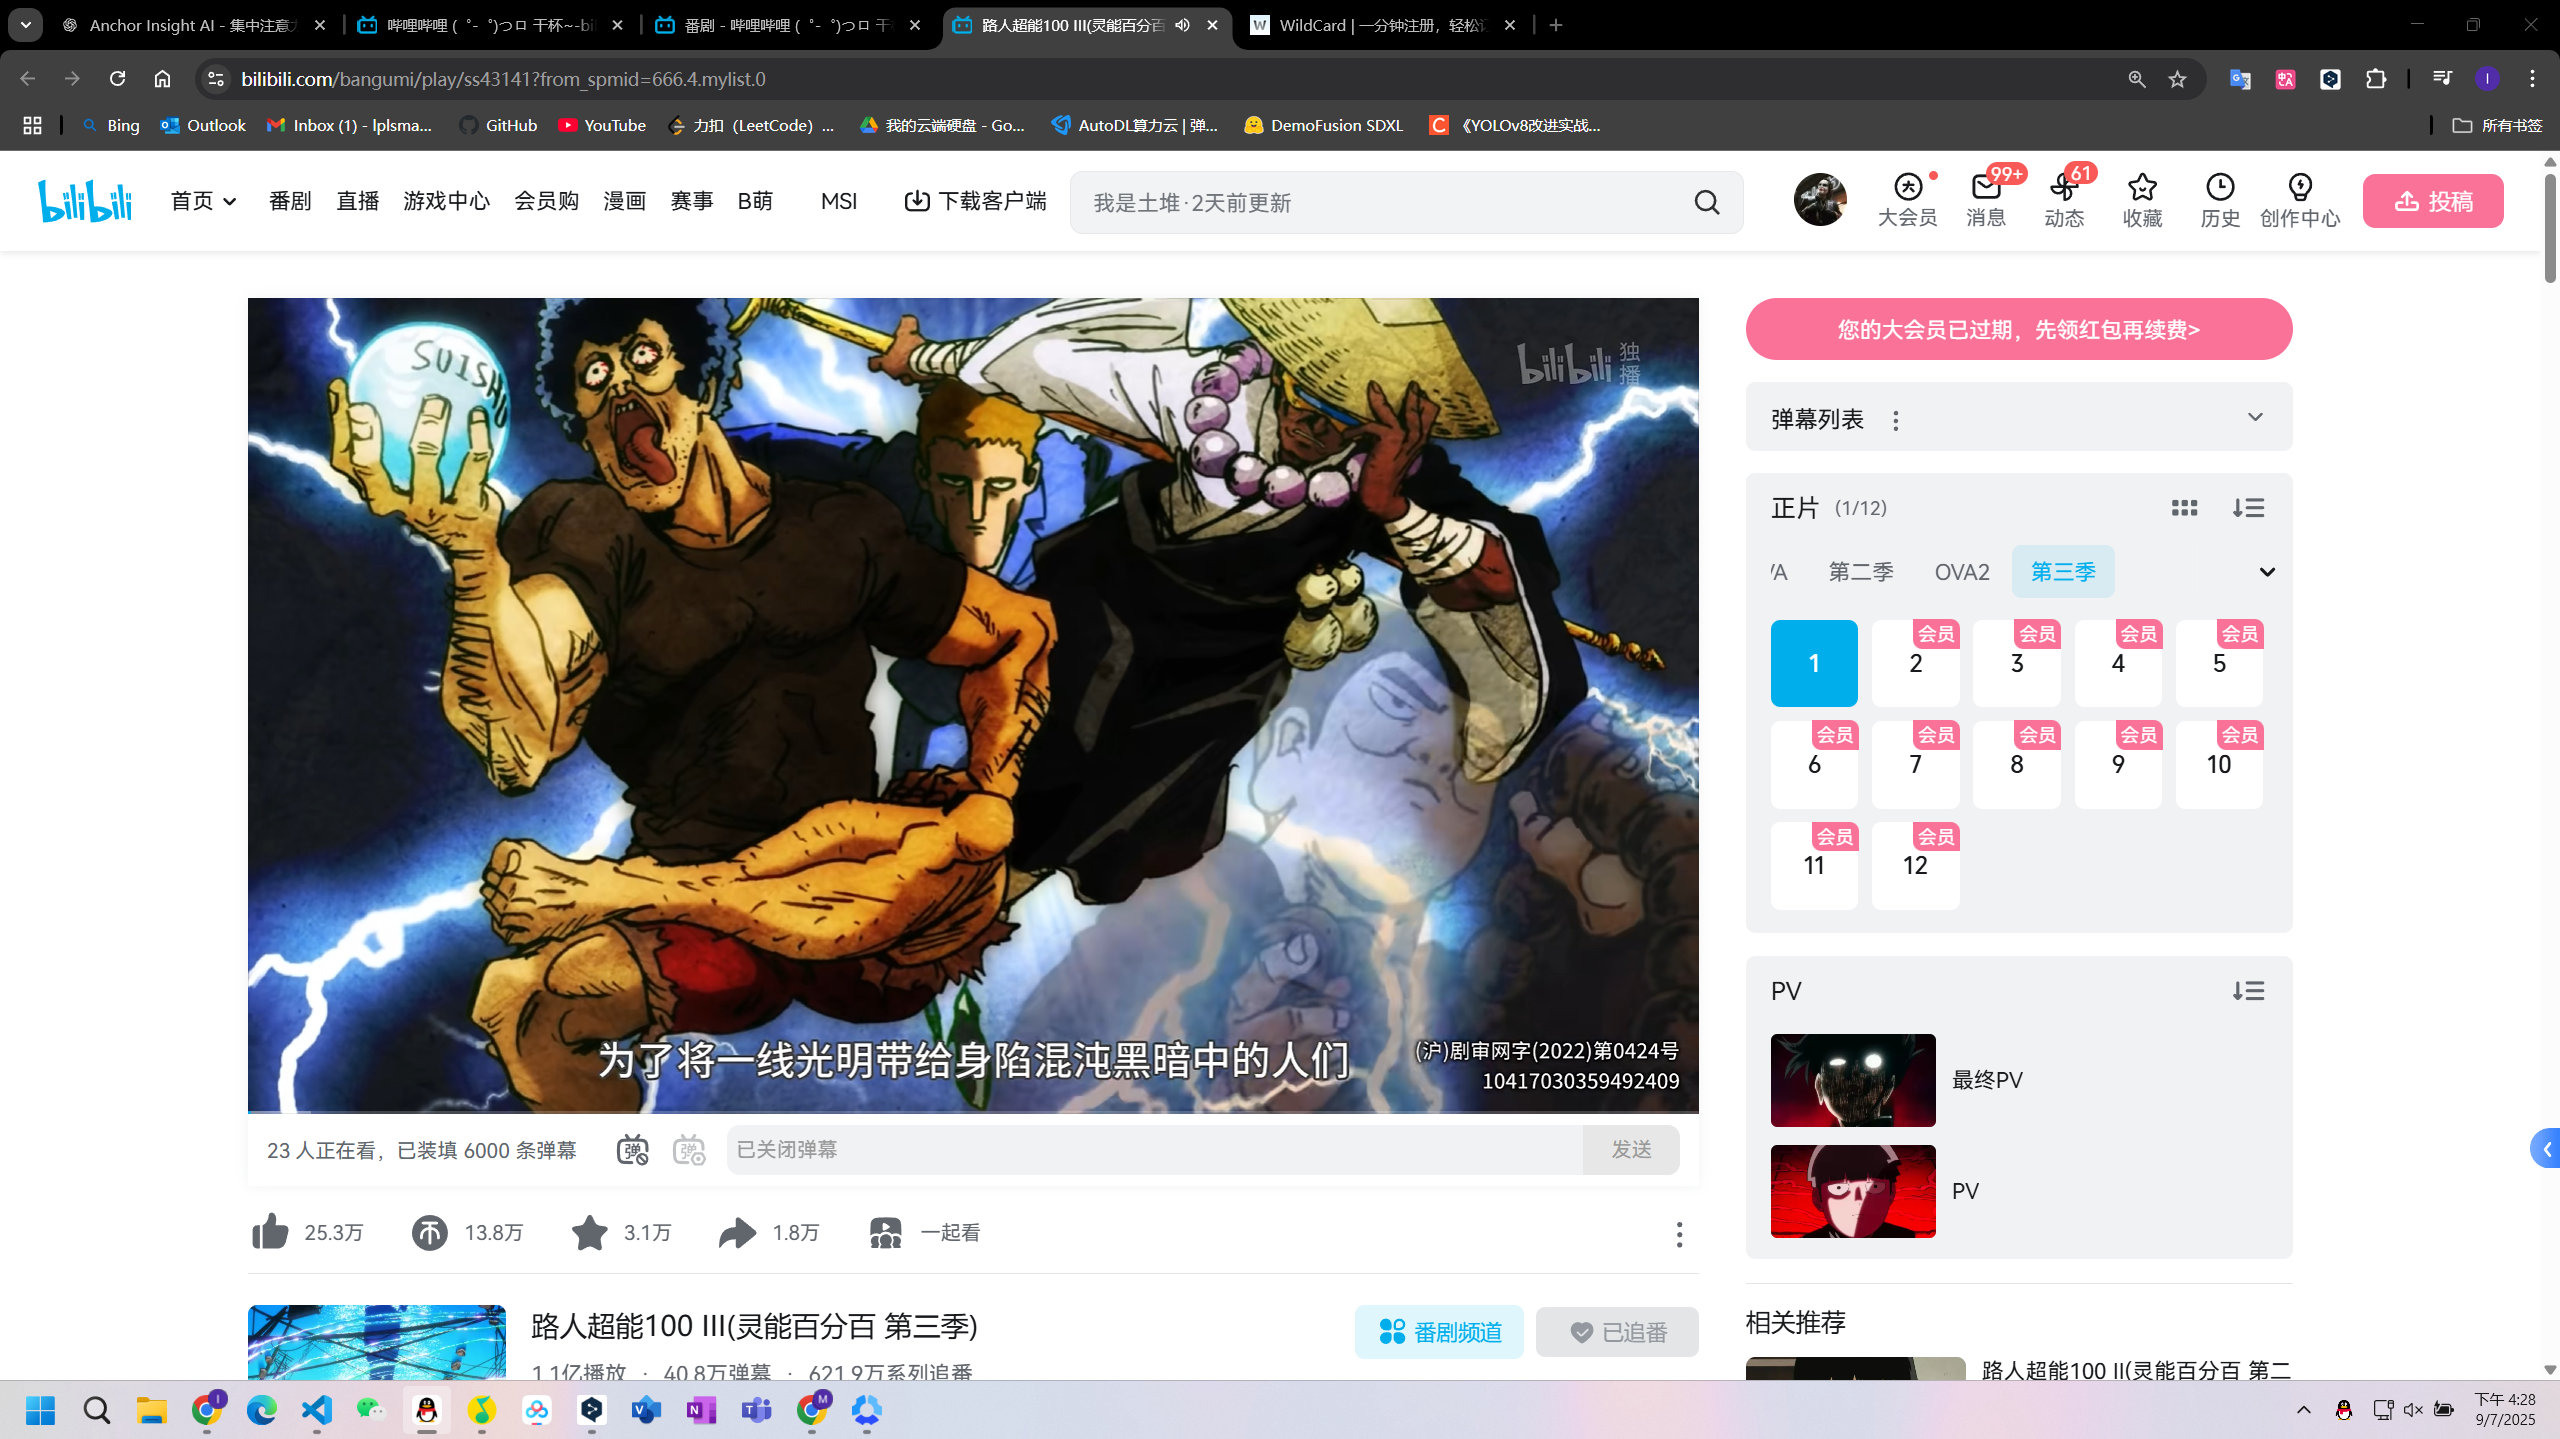 Anchor Insight AI - 集中注意力
哔哩哔哩 (゜-゜)つロ 干杯~-bi
番剧 - 哔哩哔哩 (゜-゜)つロ 干杯
路人超能100 III(灵能百分百
W WildCard | 一分钟注册，轻松订
bilibili.com/bangumi/play/ss43141?from_spmid=666.4.mylist.0
Bing
Outlook
Inbox (1) - lplsma...
GitHub
YouTube
力扣（LeetCode）...
我的云端硬盘 - Go...
AutoDL算力云 | 弹...
DemoFusion SDXL
《YOLOv8改进实战...
所有书签
bilibili
首页
番剧
直播
游戏中心
会员购
漫画
赛事
B萌
MSI
下载客户端
我是土堆·2天前更新
大会员
99+
消息
61
动态
收藏
历史
创作中心
投稿
SUISHO
bilibili 独播
为了将一线光明带给身陷混沌黑暗中的人们
(沪)剧审网字(2022)第0424号
10417030359492409
23 人正在看，已装填 6000 条弹幕
已关闭弹幕
发送
25.3万
13.8万
3.1万
1.8万
一起看
路人超能100 III(灵能百分百 第三季)
1.1亿播放 · 40.8万弹幕 · 621.9万系列追番
番剧频道
已追番
您的大会员已过期，先领红包再续费>
弹幕列表
正片 (1/12)
第二季
OVA2
第三季
1
2 会员
3 会员
4 会员
5 会员
6 会员
7 会员
8 会员
9 会员
10 会员
11 会员
12 会员
PV
最终PV
PV
相关推荐
路人超能100 II(灵能百分百 第二
下午 4:28
9/7/2025